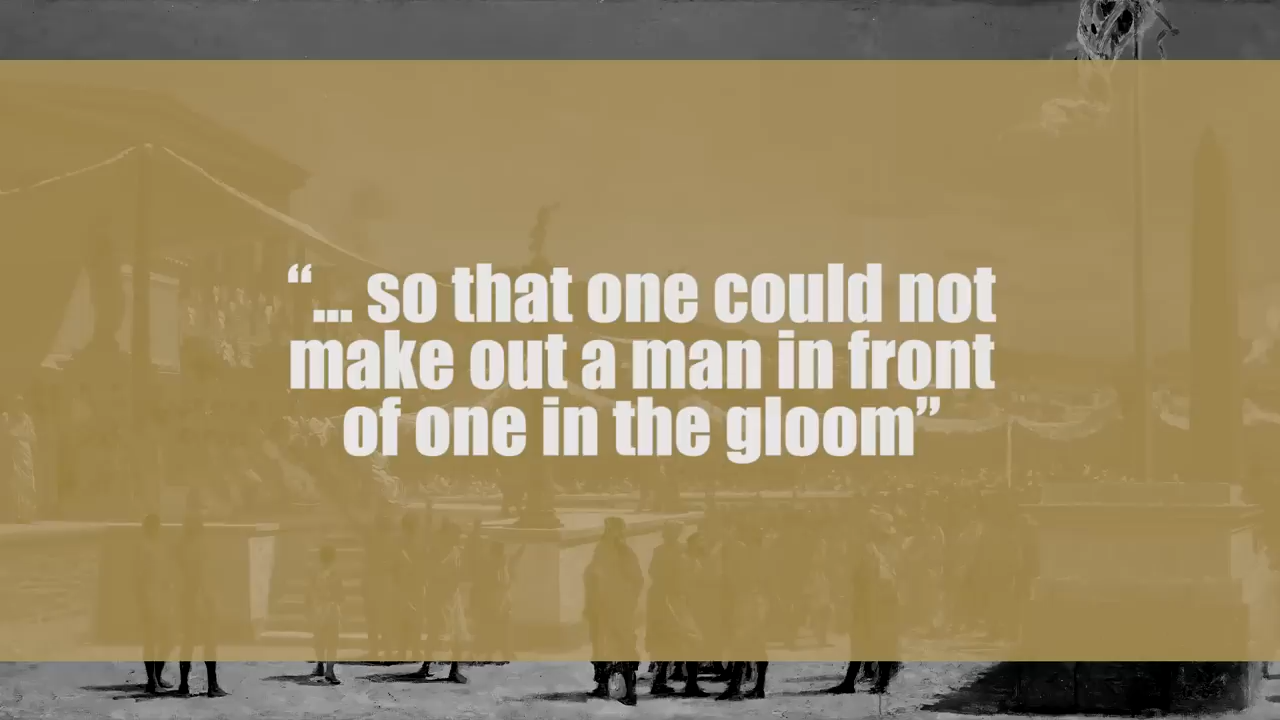 “... so that one could not
make out a man in front
of one in the gloom”